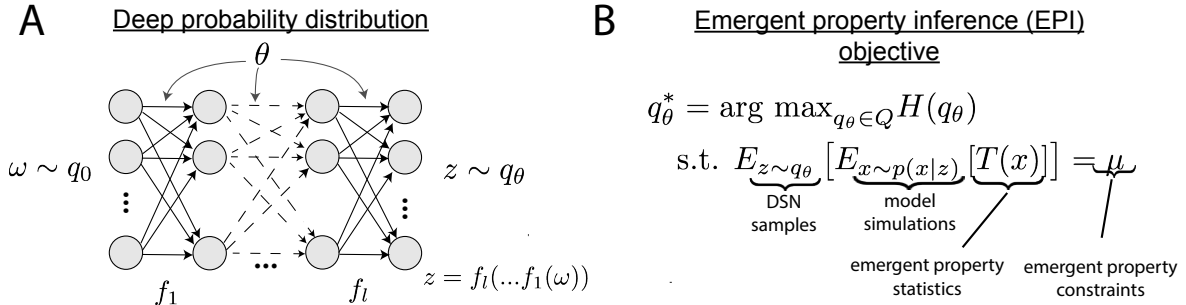 A
Deep probability distribution
θ
ω ∼ q₀
z ∼ q_θ
f₁
...
f_l
z = f_l(...f₁(ω))
B
Emergent property inference (EPI)
objective
q*_θ = arg max_{q_θ∈Q} H(q_θ)
s.t. E_{z∼q_θ} [E_{x∼p(x|z)} [T(x)]] = μ
DSN
samples
model
simulations
emergent property
statistics
emergent property
constraints